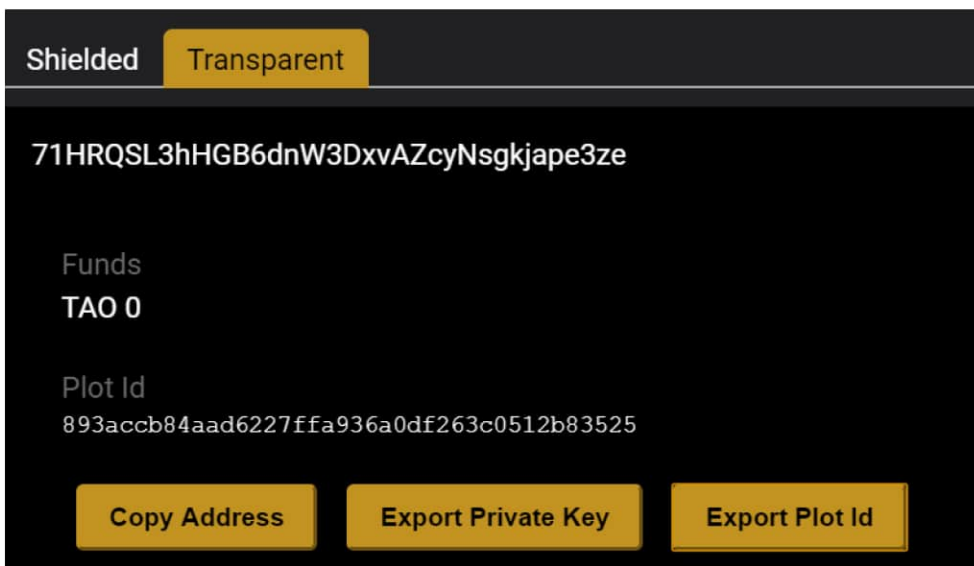 Shielded Transparent
71HRQSL3hHGB6dnW3DxvAZcyNsgkjape3ze
Funds
TAO 0
Plot Id
893accb84aad6227ffa936a0df263c0512b83525
Copy Address Export Private Key Export Plot Id